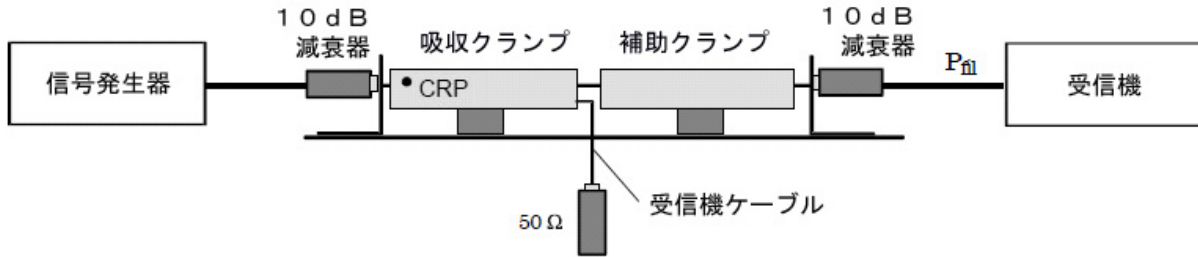 １０ｄＢ
減衰器
吸収クランプ
補助クランプ
１０ｄＢ
減衰器
信号発生器
CRP
Pfil
受信機
受信機ケーブル
50 Ω